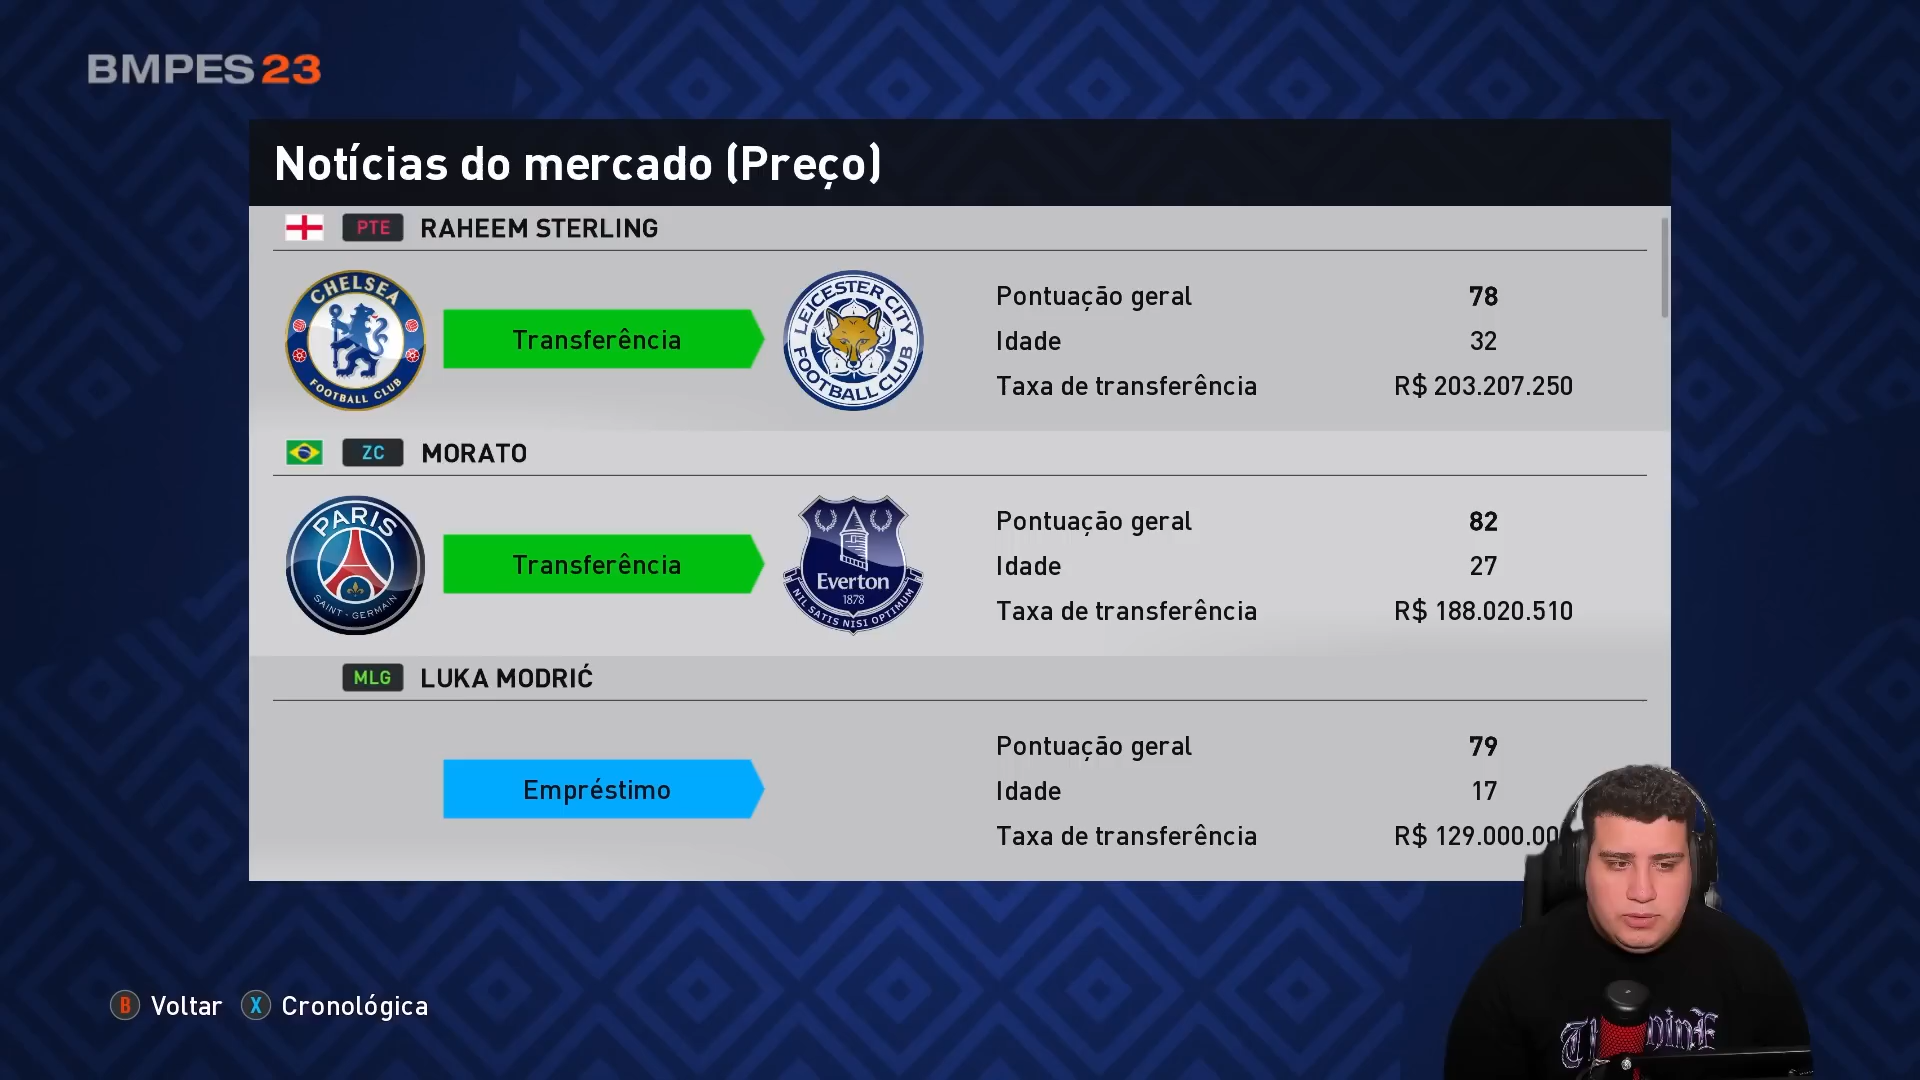 BMPES 23
Notícias do mercado (Preço)
PTE RAHEEM STERLING
CHELSEA FOOTBALL CLUB
Transferência
LEICESTER CITY FOOTBALL CLUB
Pontuação geral 78
Idade 32
Taxa de transferência R$ 203.207.250
ZC MORATO
PARIS SAINT-GERMAIN
Transferência
Everton
1878
NIL SATIS NISI OPTIMUM
Pontuação geral 82
Idade 27
Taxa de transferência R$ 188.020.510
MLG LUKA MODRIĆ
Empréstimo
Pontuação geral 79
Idade 17
Taxa de transferência R$ 129.000.00
B Voltar X Cronológica